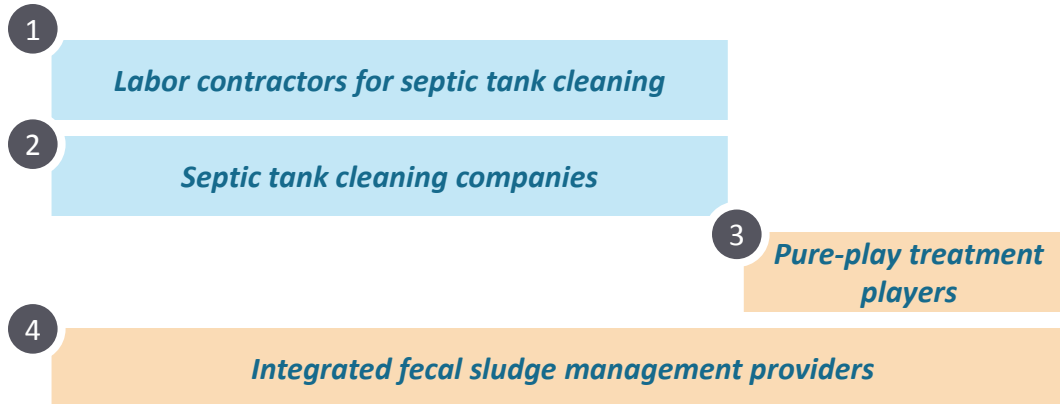 1
Labor contractors for septic tank cleaning
2
Septic tank cleaning companies
3
Pure-play treatment
players
4
Integrated fecal sludge management providers